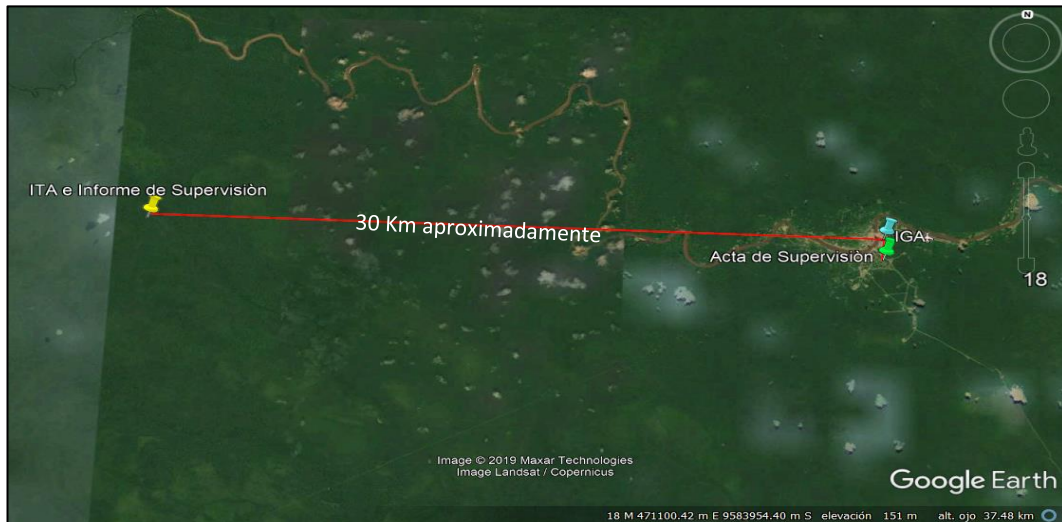 N
ITA e Informe de Supervisiòn
30 Km aproximadamente
IGA
Acta de Supervisiòn
18
Image © 2019 Maxar Technologies
Image Landsat / Copernicus
Google Earth
18 M 471100.42 m E 9583954.40 m S elevación 151 m alt. ojo 37.48 km